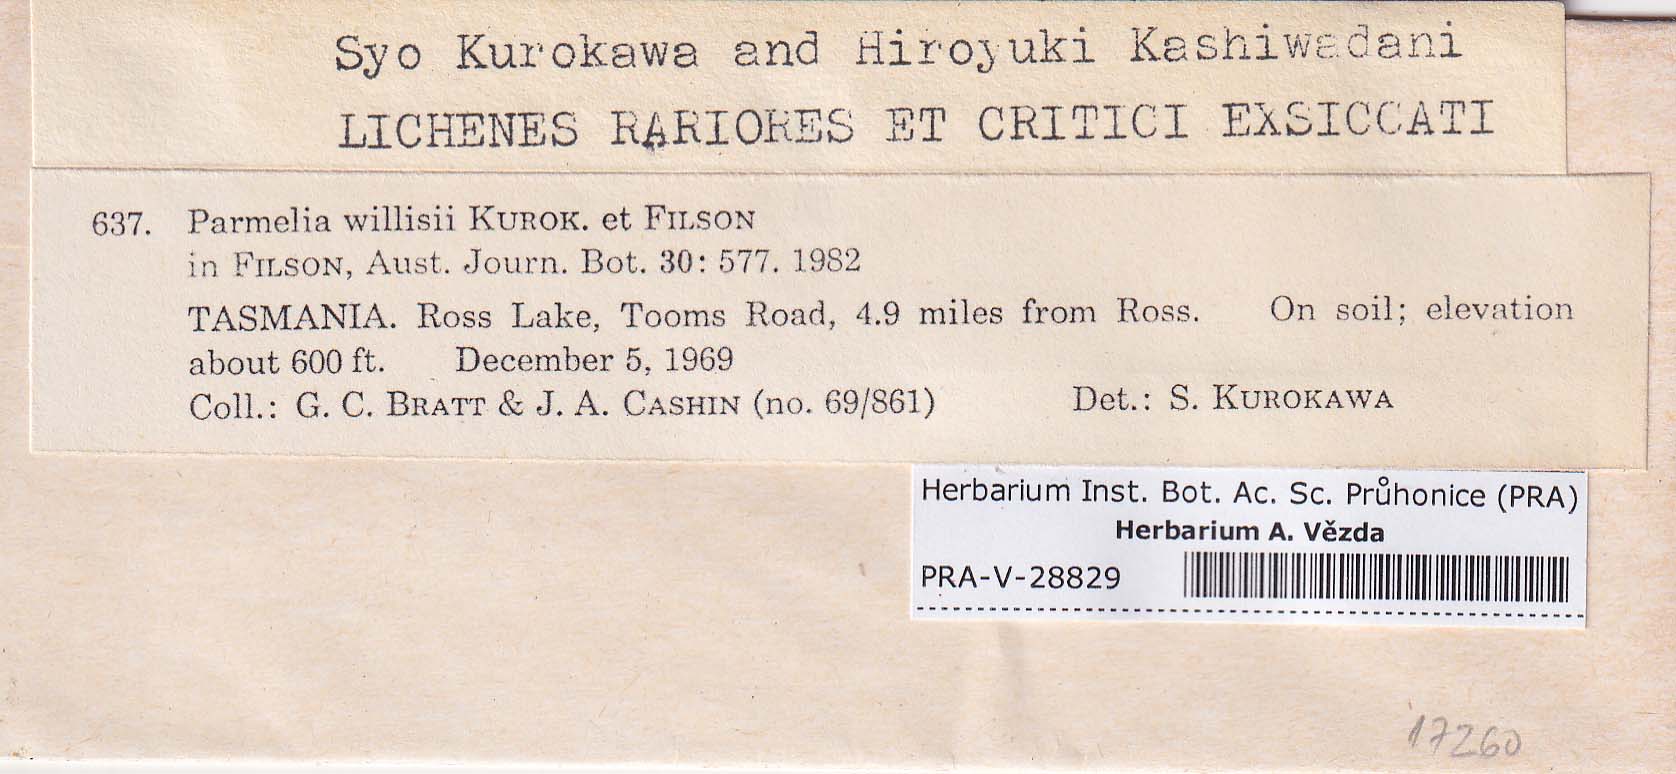 Syo Kurokawa and Hiroyuki Kashiwadani
LICHENES RARIORES ET CRITICI EXSICCATI
637. Parmelia willisii KUROK. et FILSON
in FILSON, Aust. Journ. Bot. 30: 577. 1982
TASMANIA. Ross Lake, Tooms Road, 4.9 miles from Ross. On soil; elevation
about 600 ft. December 5, 1969
Coll.: G. C. BRATT & J. A. CASHIN (no. 69/861) Det.: S. KUROKAWA
Herbarium Inst. Bot. Ac. Sc. Průhonice (PRA)
Herbarium A. Vězda
PRA-V-28829
17260